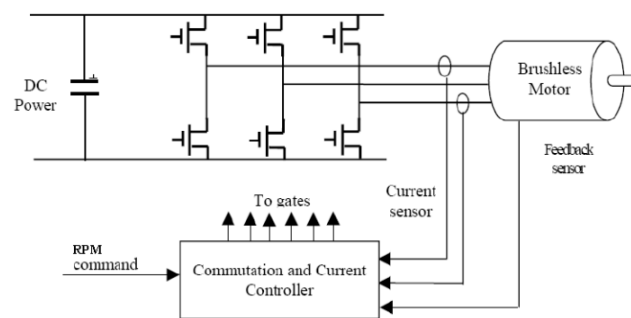 DC
Power
Brushless
Motor
Feedback
sensor
Current
sensor
To gates
RPM
command
Commutation and Current
Controller